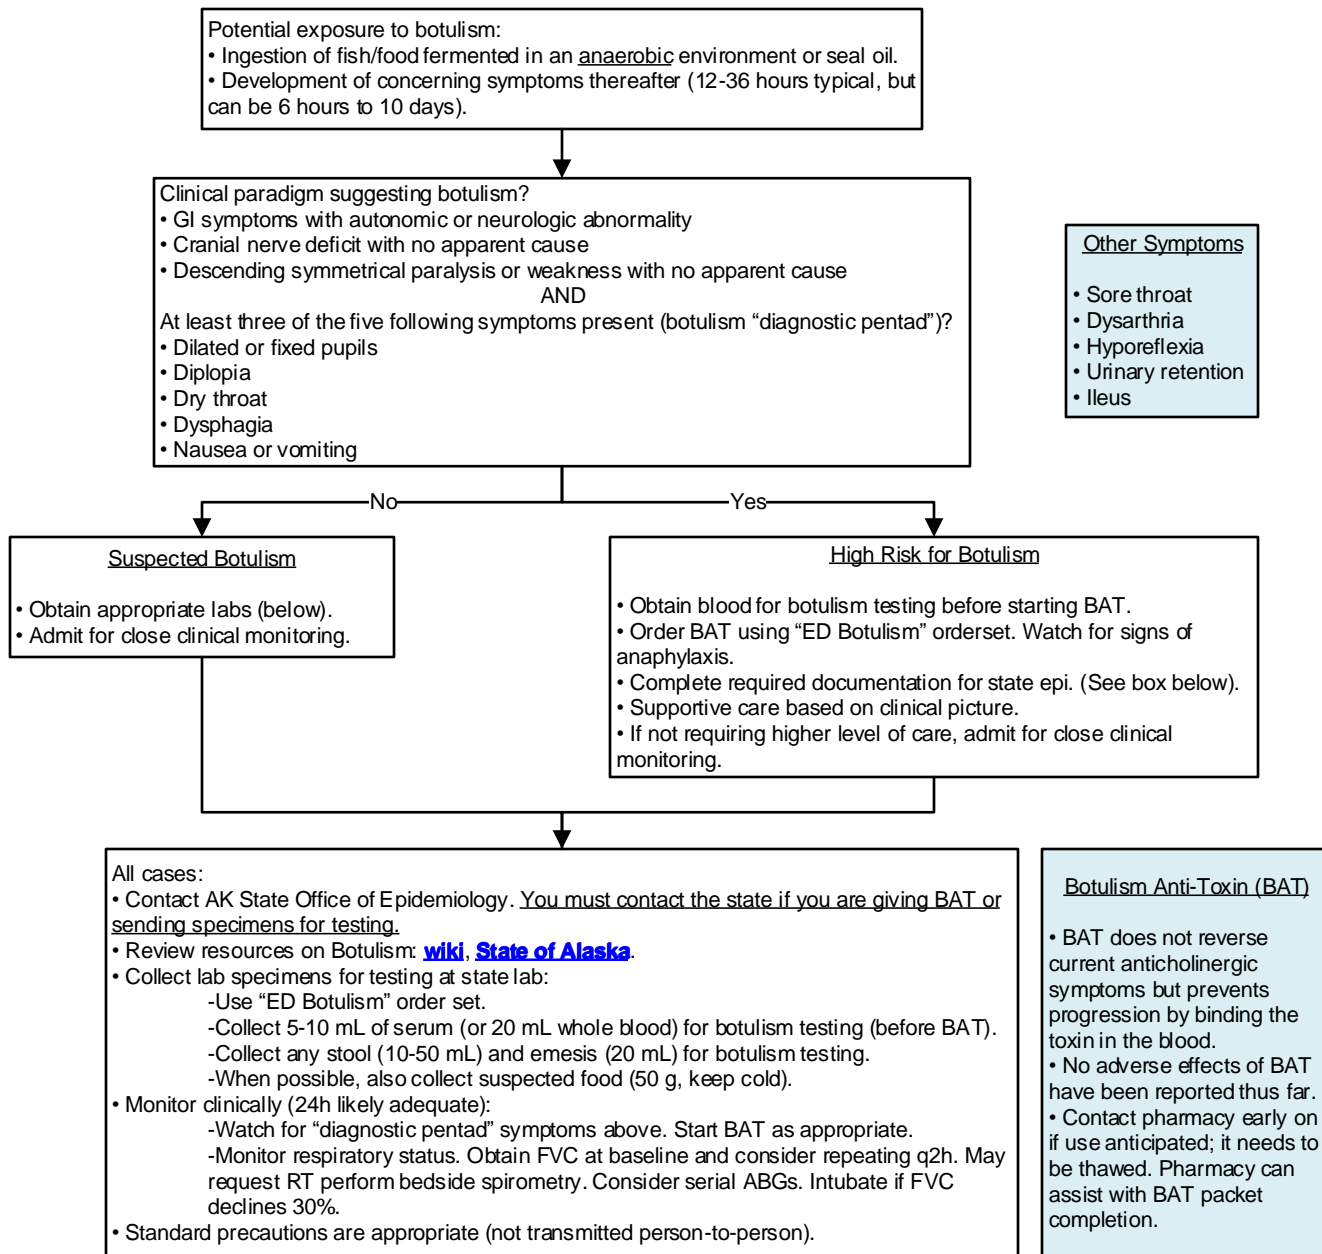 Potential exposure to botulism:
• Ingestion of fish/food fermented in an anaerobic environment or seal oil.
• Development of concerning symptoms thereafter (12-36 hours typical, but
can be 6 hours to 10 days).
Clinical paradigm suggesting botulism?
• GI symptoms with autonomic or neurologic abnormality
• Cranial nerve deficit with no apparent cause
• Descending symmetrical paralysis or weakness with no apparent cause
AND
At least three of the five following symptoms present (botulism “diagnostic pentad”)?
• Dilated or fixed pupils
• Diplopia
• Dry throat
• Dysphagia
• Nausea or vomiting
Other Symptoms
• Sore throat
• Dysarthria
• Hyporeflexia
• Urinary retention
• Ileus
No
Yes
Suspected Botulism
• Obtain appropriate labs (below).
• Admit for close clinical monitoring.
High Risk for Botulism
• Obtain blood for botulism testing before starting BAT.
• Order BAT using “ED Botulism” orderset. Watch for signs of
anaphylaxis.
• Complete required documentation for state epi. (See box below).
• Supportive care based on clinical picture.
• If not requiring higher level of care, admit for close clinical
monitoring.
All cases:
• Contact AK State Office of Epidemiology. You must contact the state if you are giving BAT or
sending specimens for testing.
• Review resources on Botulism: wiki, State of Alaska.
• Collect lab specimens for testing at state lab:
-Use “ED Botulism” order set.
-Collect 5-10 mL of serum (or 20 mL whole blood) for botulism testing (before BAT).
-Collect any stool (10-50 mL) and emesis (20 mL) for botulism testing.
-When possible, also collect suspected food (50 g, keep cold).
• Monitor clinically (24h likely adequate):
-Watch for “diagnostic pentad” symptoms above. Start BAT as appropriate.
-Monitor respiratory status. Obtain FVC at baseline and consider repeating q2h. May
request RT perform bedside spirometry. Consider serial ABGs. Intubate if FVC
declines 30%.
• Standard precautions are appropriate (not transmitted person-to-person).
Botulism Anti-Toxin (BAT)
• BAT does not reverse
current anticholinergic
symptoms but prevents
progression by binding the
toxin in the blood.
• No adverse effects of BAT
have been reported thus far.
• Contact pharmacy early on
if use anticipated; it needs to
be thawed. Pharmacy can
assist with BAT packet
completion.